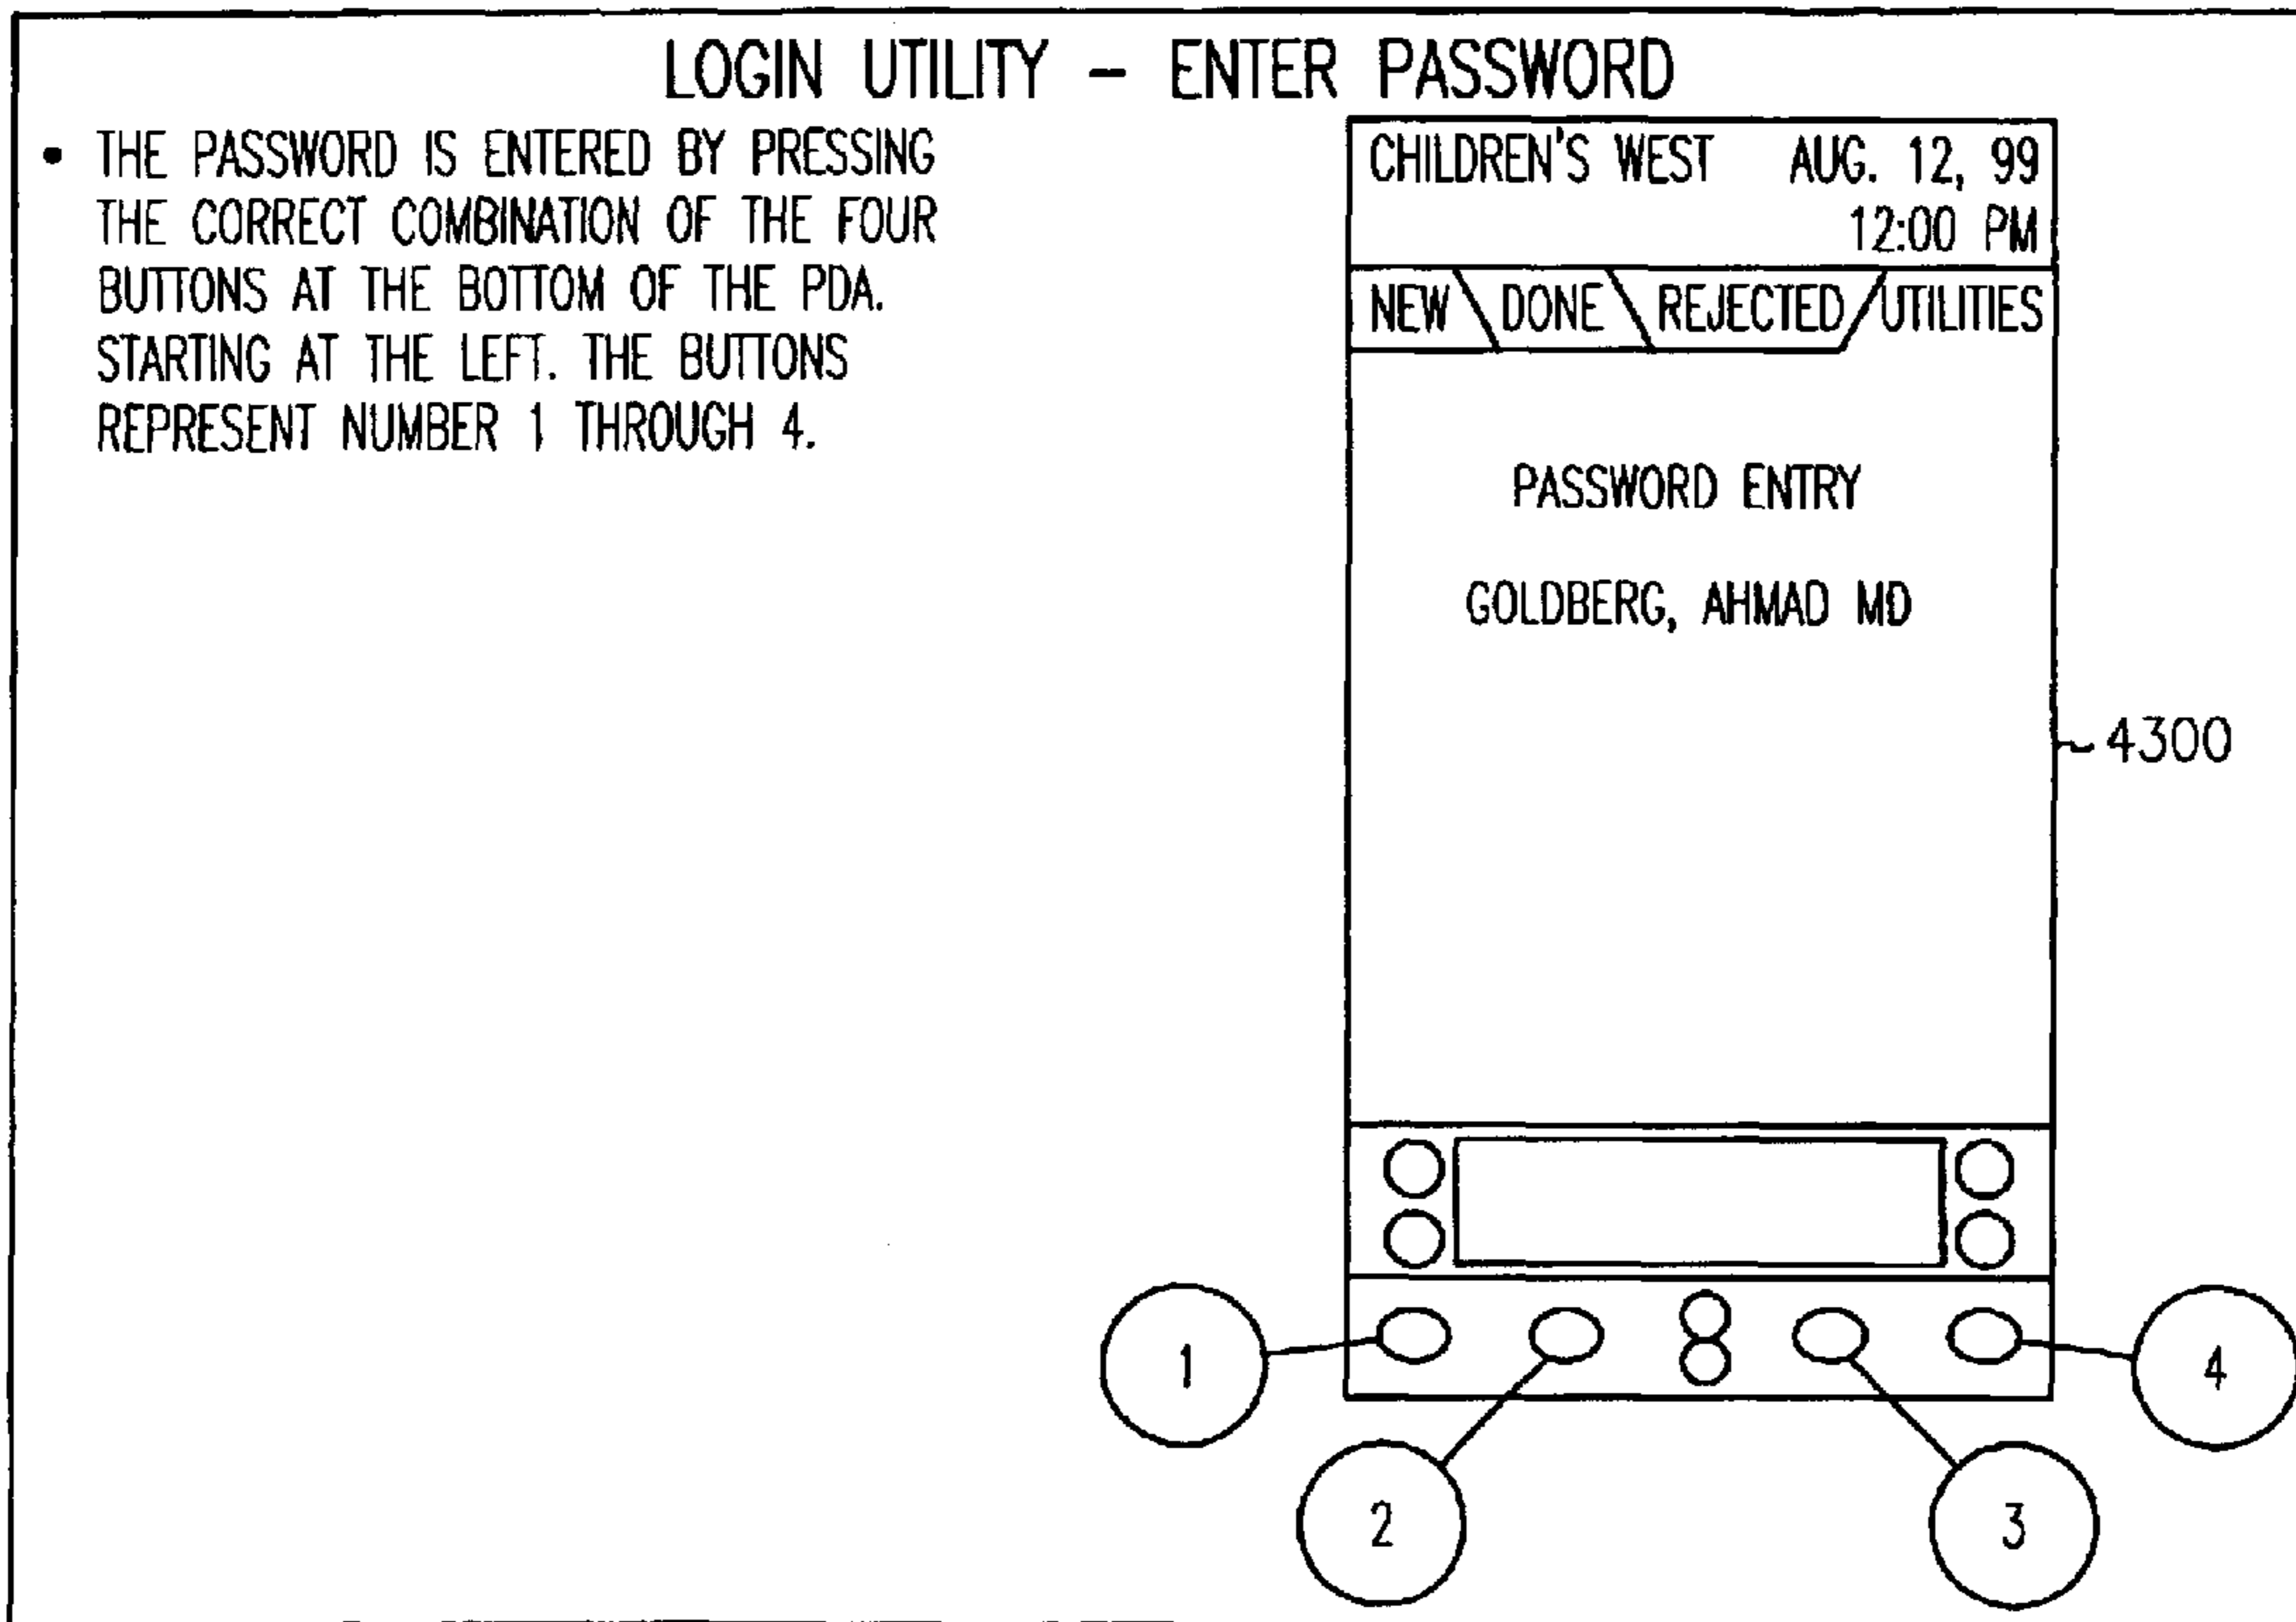 LOGIN UTILITY – ENTER PASSWORD
• THE PASSWORD IS ENTERED BY PRESSING
THE CORRECT COMBINATION OF THE FOUR
BUTTONS AT THE BOTTOM OF THE PDA.
STARTING AT THE LEFT. THE BUTTONS
REPRESENT NUMBER 1 THROUGH 4.
CHILDREN'S WEST AUG. 12, 99
12:00 PM
NEW DONE REJECTED UTILITIES
PASSWORD ENTRY
GOLDBERG, AHMAD MD
4300
1
4
2
3